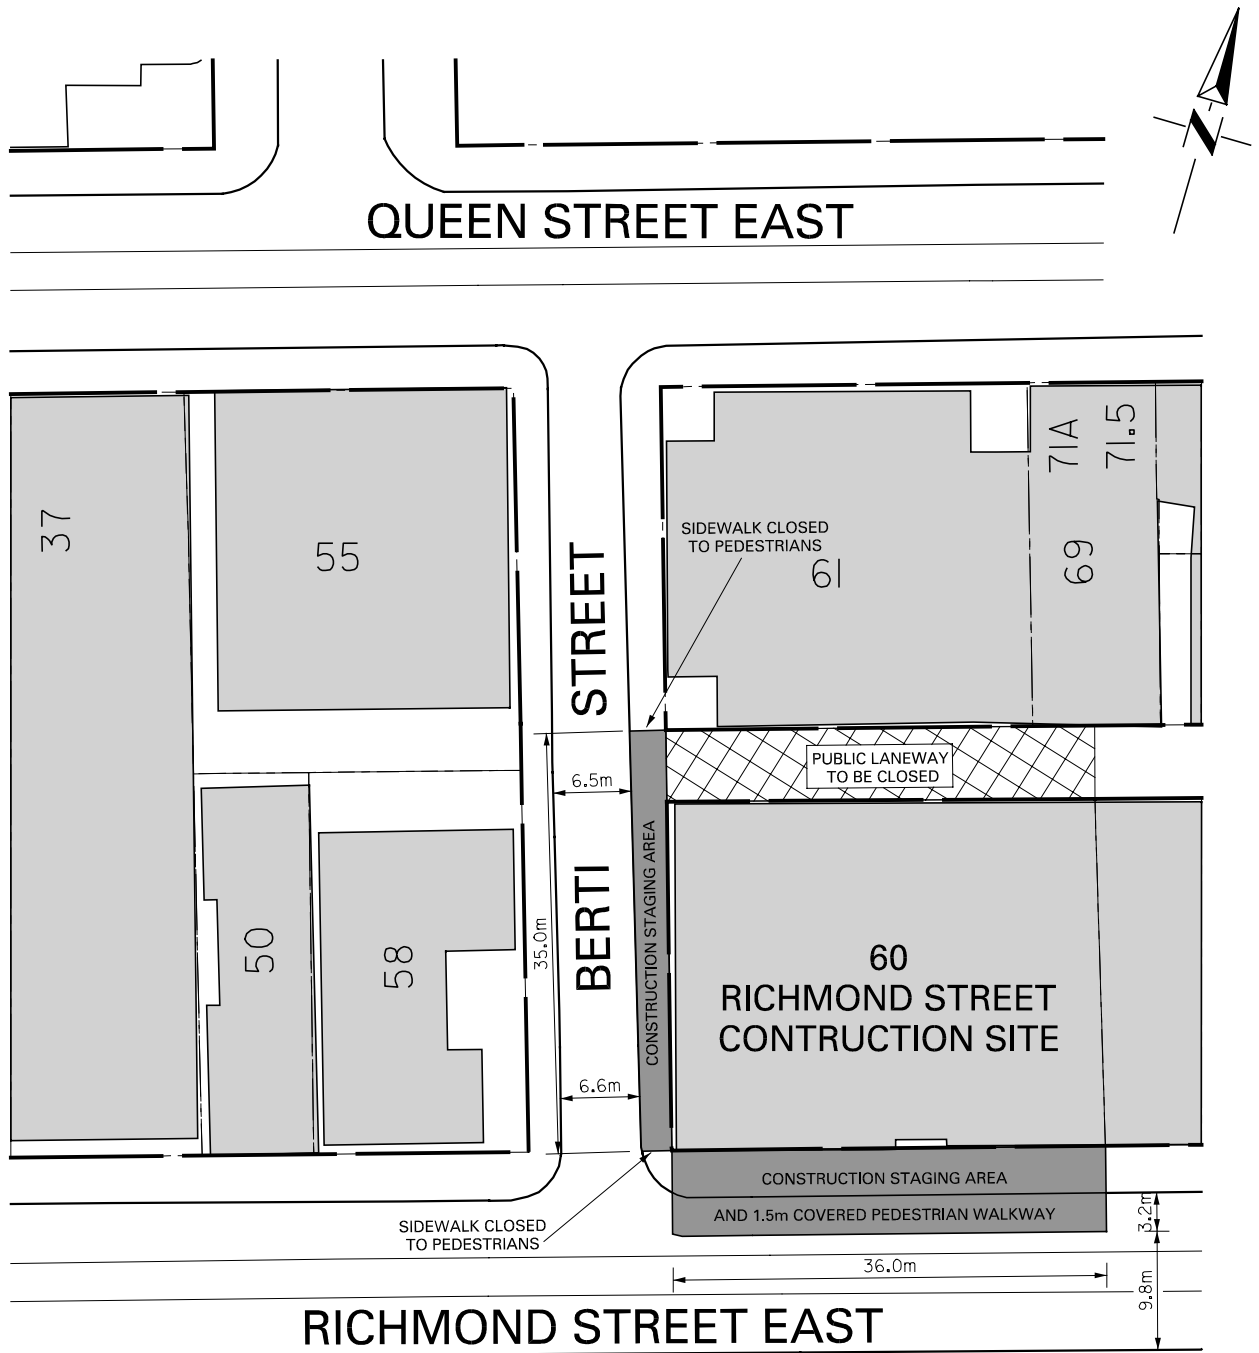 N
QUEEN STREET EAST
37
55
SIDEWALK CLOSED
TO PEDESTRIANS
61
71A
71.5
69
STREET
PUBLIC LANEWAY
TO BE CLOSED
6.5m
BERTI
35.0m
CONSTRUCTION STAGING AREA
50
58
60
RICHMOND STREET
CONTRUCTION SITE
6.6m
CONSTRUCTION STAGING AREA
AND 1.5m COVERED PEDESTRIAN WALKWAY
3.2m
SIDEWALK CLOSED
TO PEDESTRIANS
36.0m
9.8m
RICHMOND STREET EAST